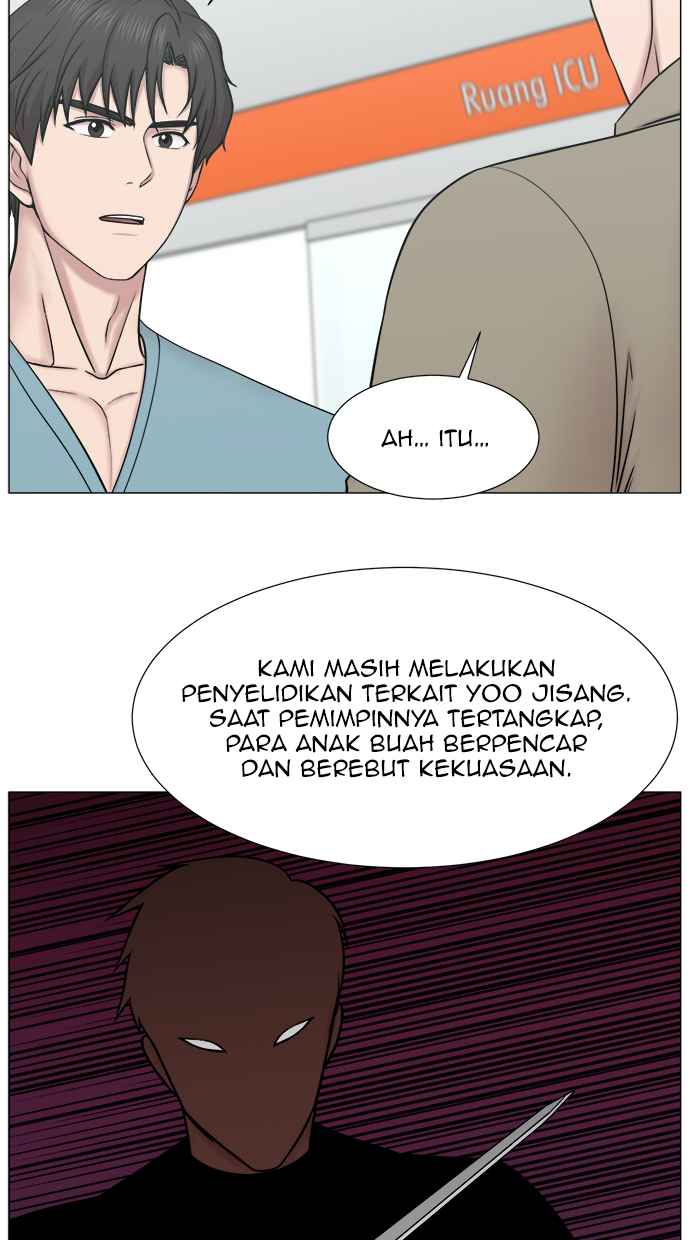 Ruang ICU
AH... ITU...
KAMI MASIH MELAKUKAN
PENYELIDIKAN TERKAIT YOO JISANG.
SAAT PEMIMPINNYA TERTANGKAP,
PARA ANAK BUAH BERPENCAR
DAN BEREBUT KEKUASAAN.